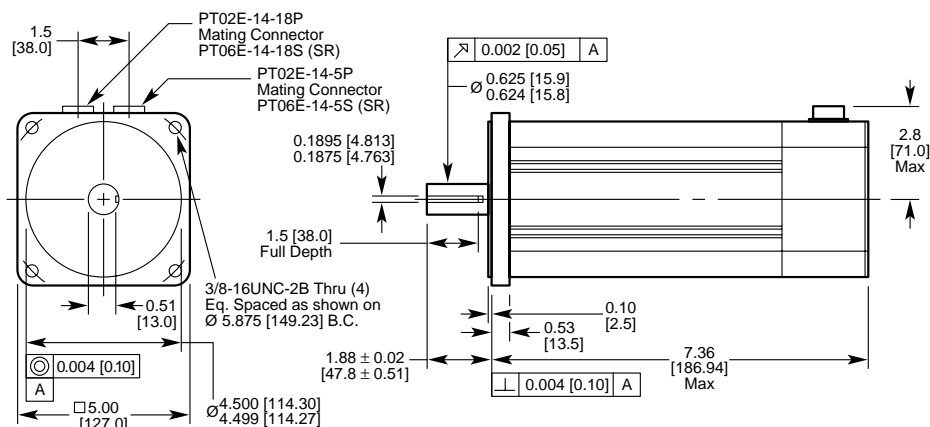 PT02E-14-18P
Mating Connector
PT06E-14-18S (SR)
1.5
[38.0]
PT02E-14-5P
Mating Connector
PT06E-14-5S (SR)
0.002 [0.05] A
Ø 0.625 [15.9]
0.624 [15.8]
0.1895 [4.813]
0.1875 [4.763]
2.8
[71.0]
Max
1.5 [38.0]
Full Depth
3/8-16UNC-2B Thru (4)
Eq. Spaced as shown on
Ø 5.875 [149.23] B.C.
0.51
[13.0]
0.10
[2.5]
0.53
[13.5]
1.88 ± 0.02
[47.8 ± 0.51]
7.36
[186.94]
Max
◎ 0.004 [0.10]
A
⊥ 0.004 [0.10] A
□5.00
[127.0]
Ø 4.500 [114.30]
4.499 [114.27]